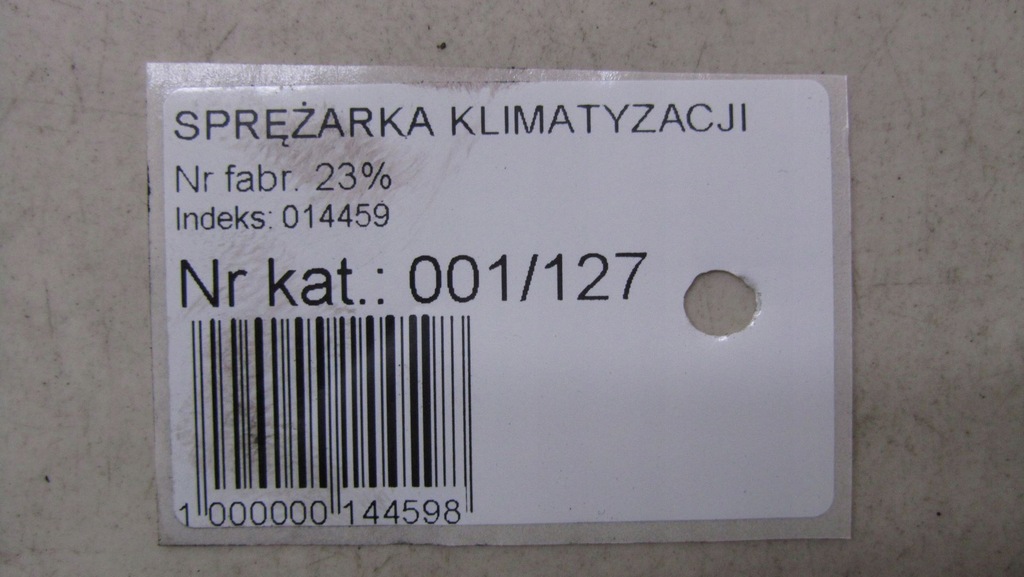 SPRĘŻARKA KLIMATYZACJI
Nr fabr. 23%
Indeks: 014459
Nr kat.: 001/127
1 000000 144598